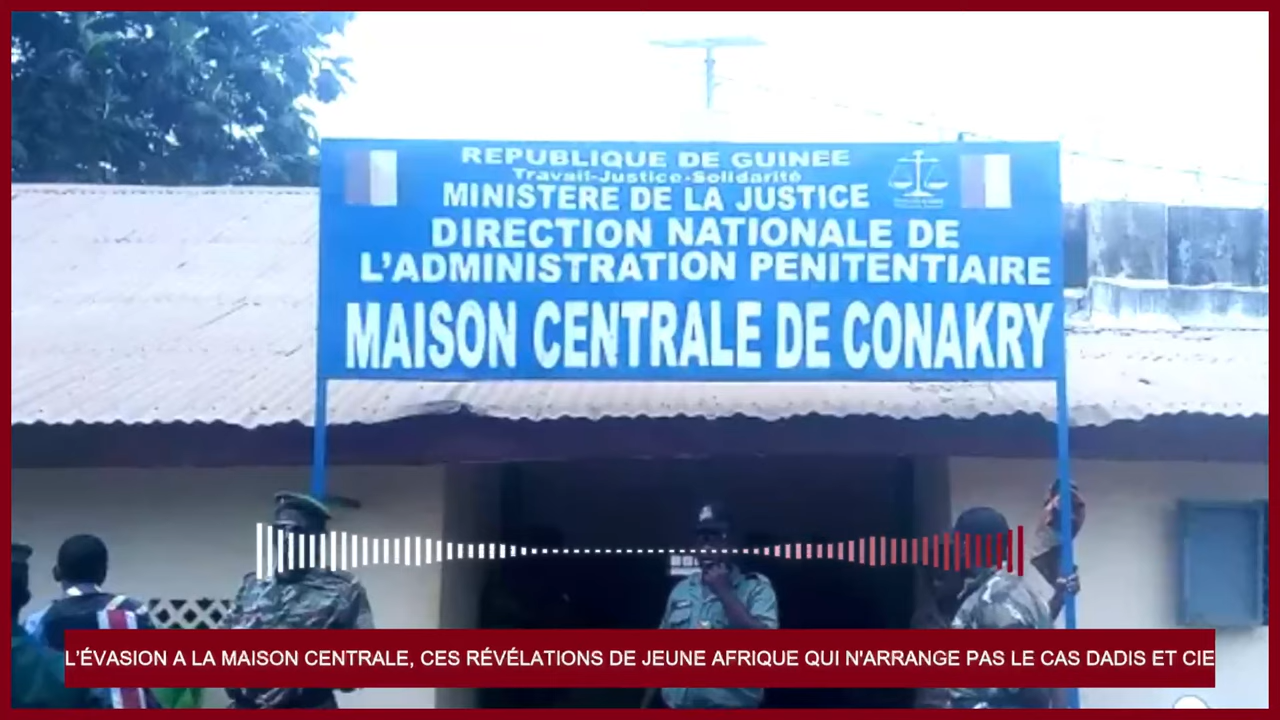 REPUBLIQUE DE GUINEE
Travail-Justice-Solidarité
MINISTERE DE LA JUSTICE
DIRECTION NATIONALE DE
L'ADMINISTRATION PENITENTIAIRE
MAISON CENTRALE DE CONAKRY
L'ÉVASION A LA MAISON CENTRALE, CES RÉVÉLATIONS DE JEUNE AFRIQUE QUI N'ARRANGE PAS LE CAS DADIS ET CIE